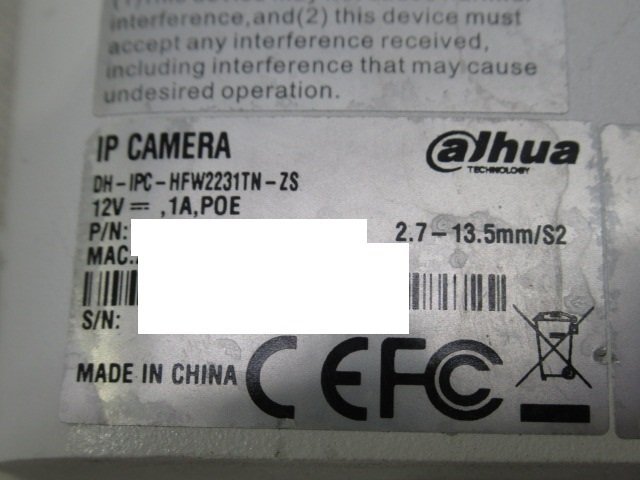 interference,and(2) this device must
accept any interference received,
including interference that may cause
undesired operation.
IP CAMERA
alhua
TECHNOLOGY
DH-IPC-HFW2231TN-ZS
12V ⎓ ,1A,POE
P/N:
2.7-13.5mm/S2
MAC:
S/N:
MADE IN CHINA
CE FC